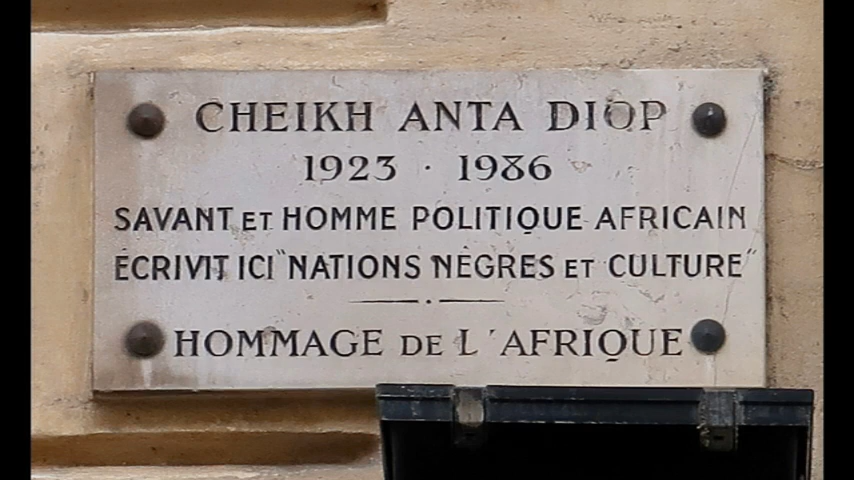 CHEIKH ANTA DIOP
1923 · 1986
SAVANT ET HOMME POLITIQUE AFRICAIN
ÉCRIVIT ICI "NATIONS NÈGRES ET CULTURE"
HOMMAGE DE L'AFRIQUE